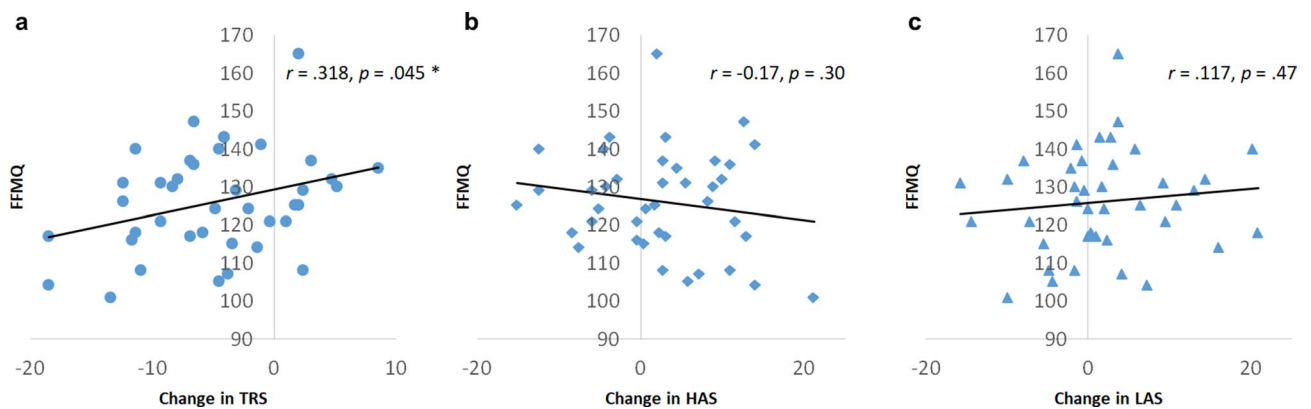 a
170
160
150
140
130
120
110
100
90
FFMQ
r = .318, p = .045 *
-20 -10 0 10
Change in TRS
b
170
160
150
140
130
120
110
100
90
FFMQ
r = -0.17, p = .30
-20 0 20
Change in HAS
c
170
160
150
140
130
120
110
100
90
FFMQ
r = .117, p = .47
-20 0 20
Change in LAS